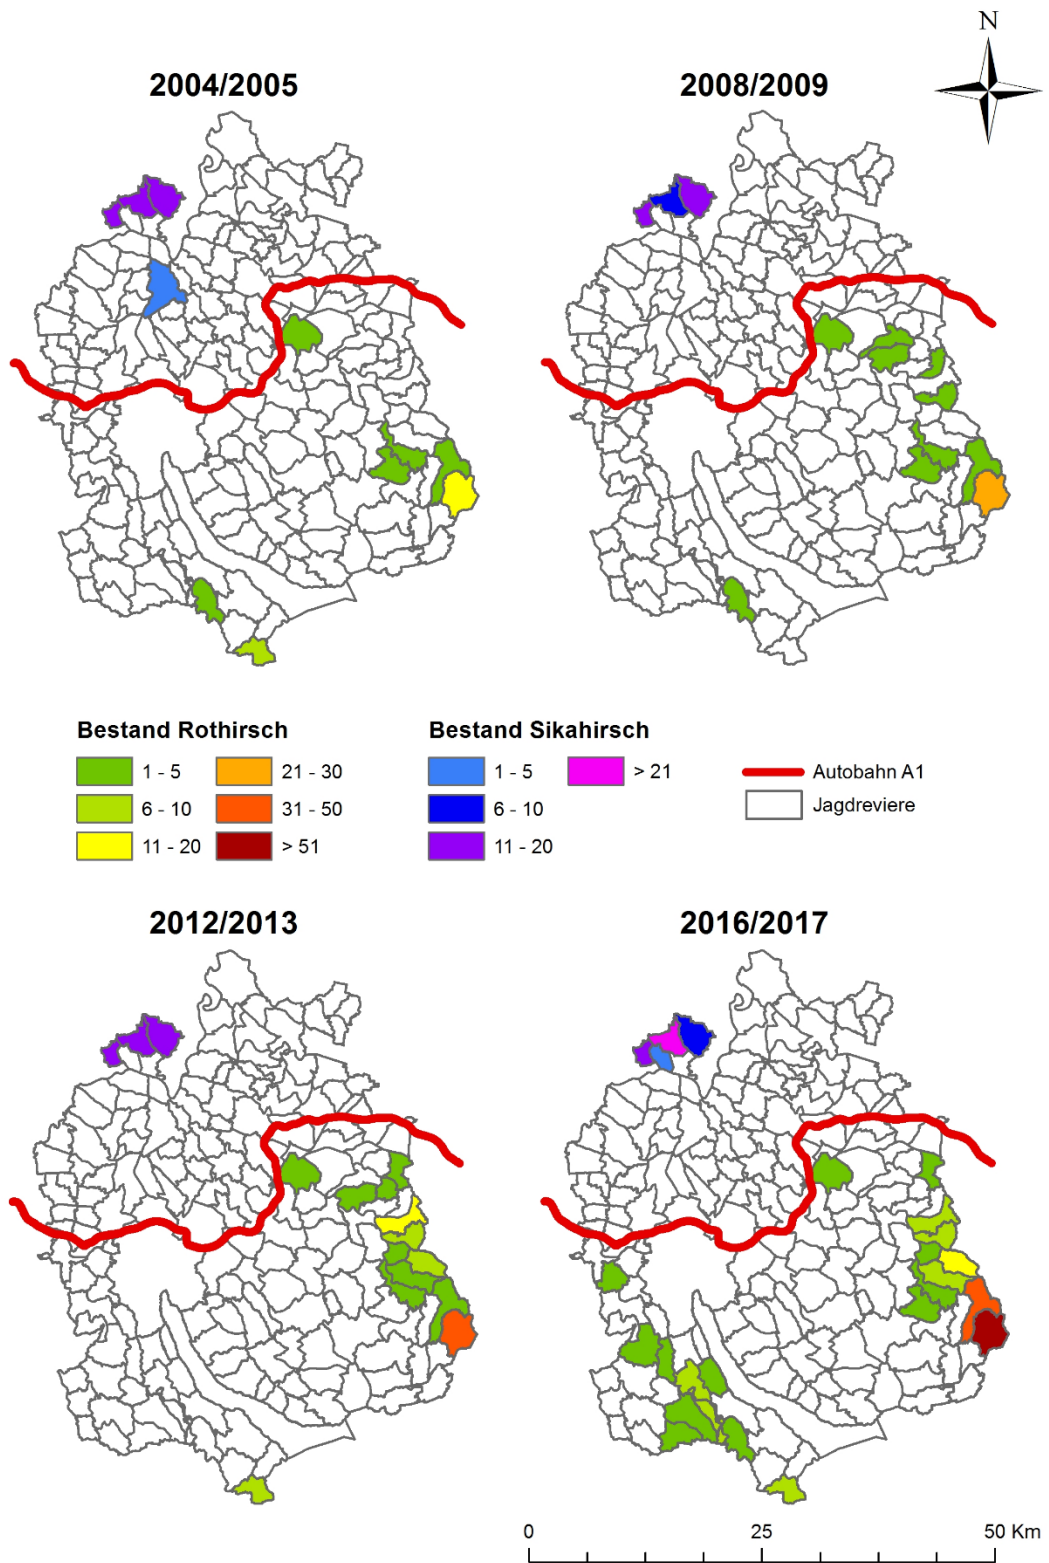 N
2004/2005
2008/2009
Bestand Rothirsch
1 - 5
21 - 30
6 - 10
31 - 50
11 - 20
> 51
Bestand Sikahirsch
1 - 5
> 21
6 - 10
11 - 20
Autobahn A1
Jagdreviere
2012/2013
2016/2017
0
25
50 Km